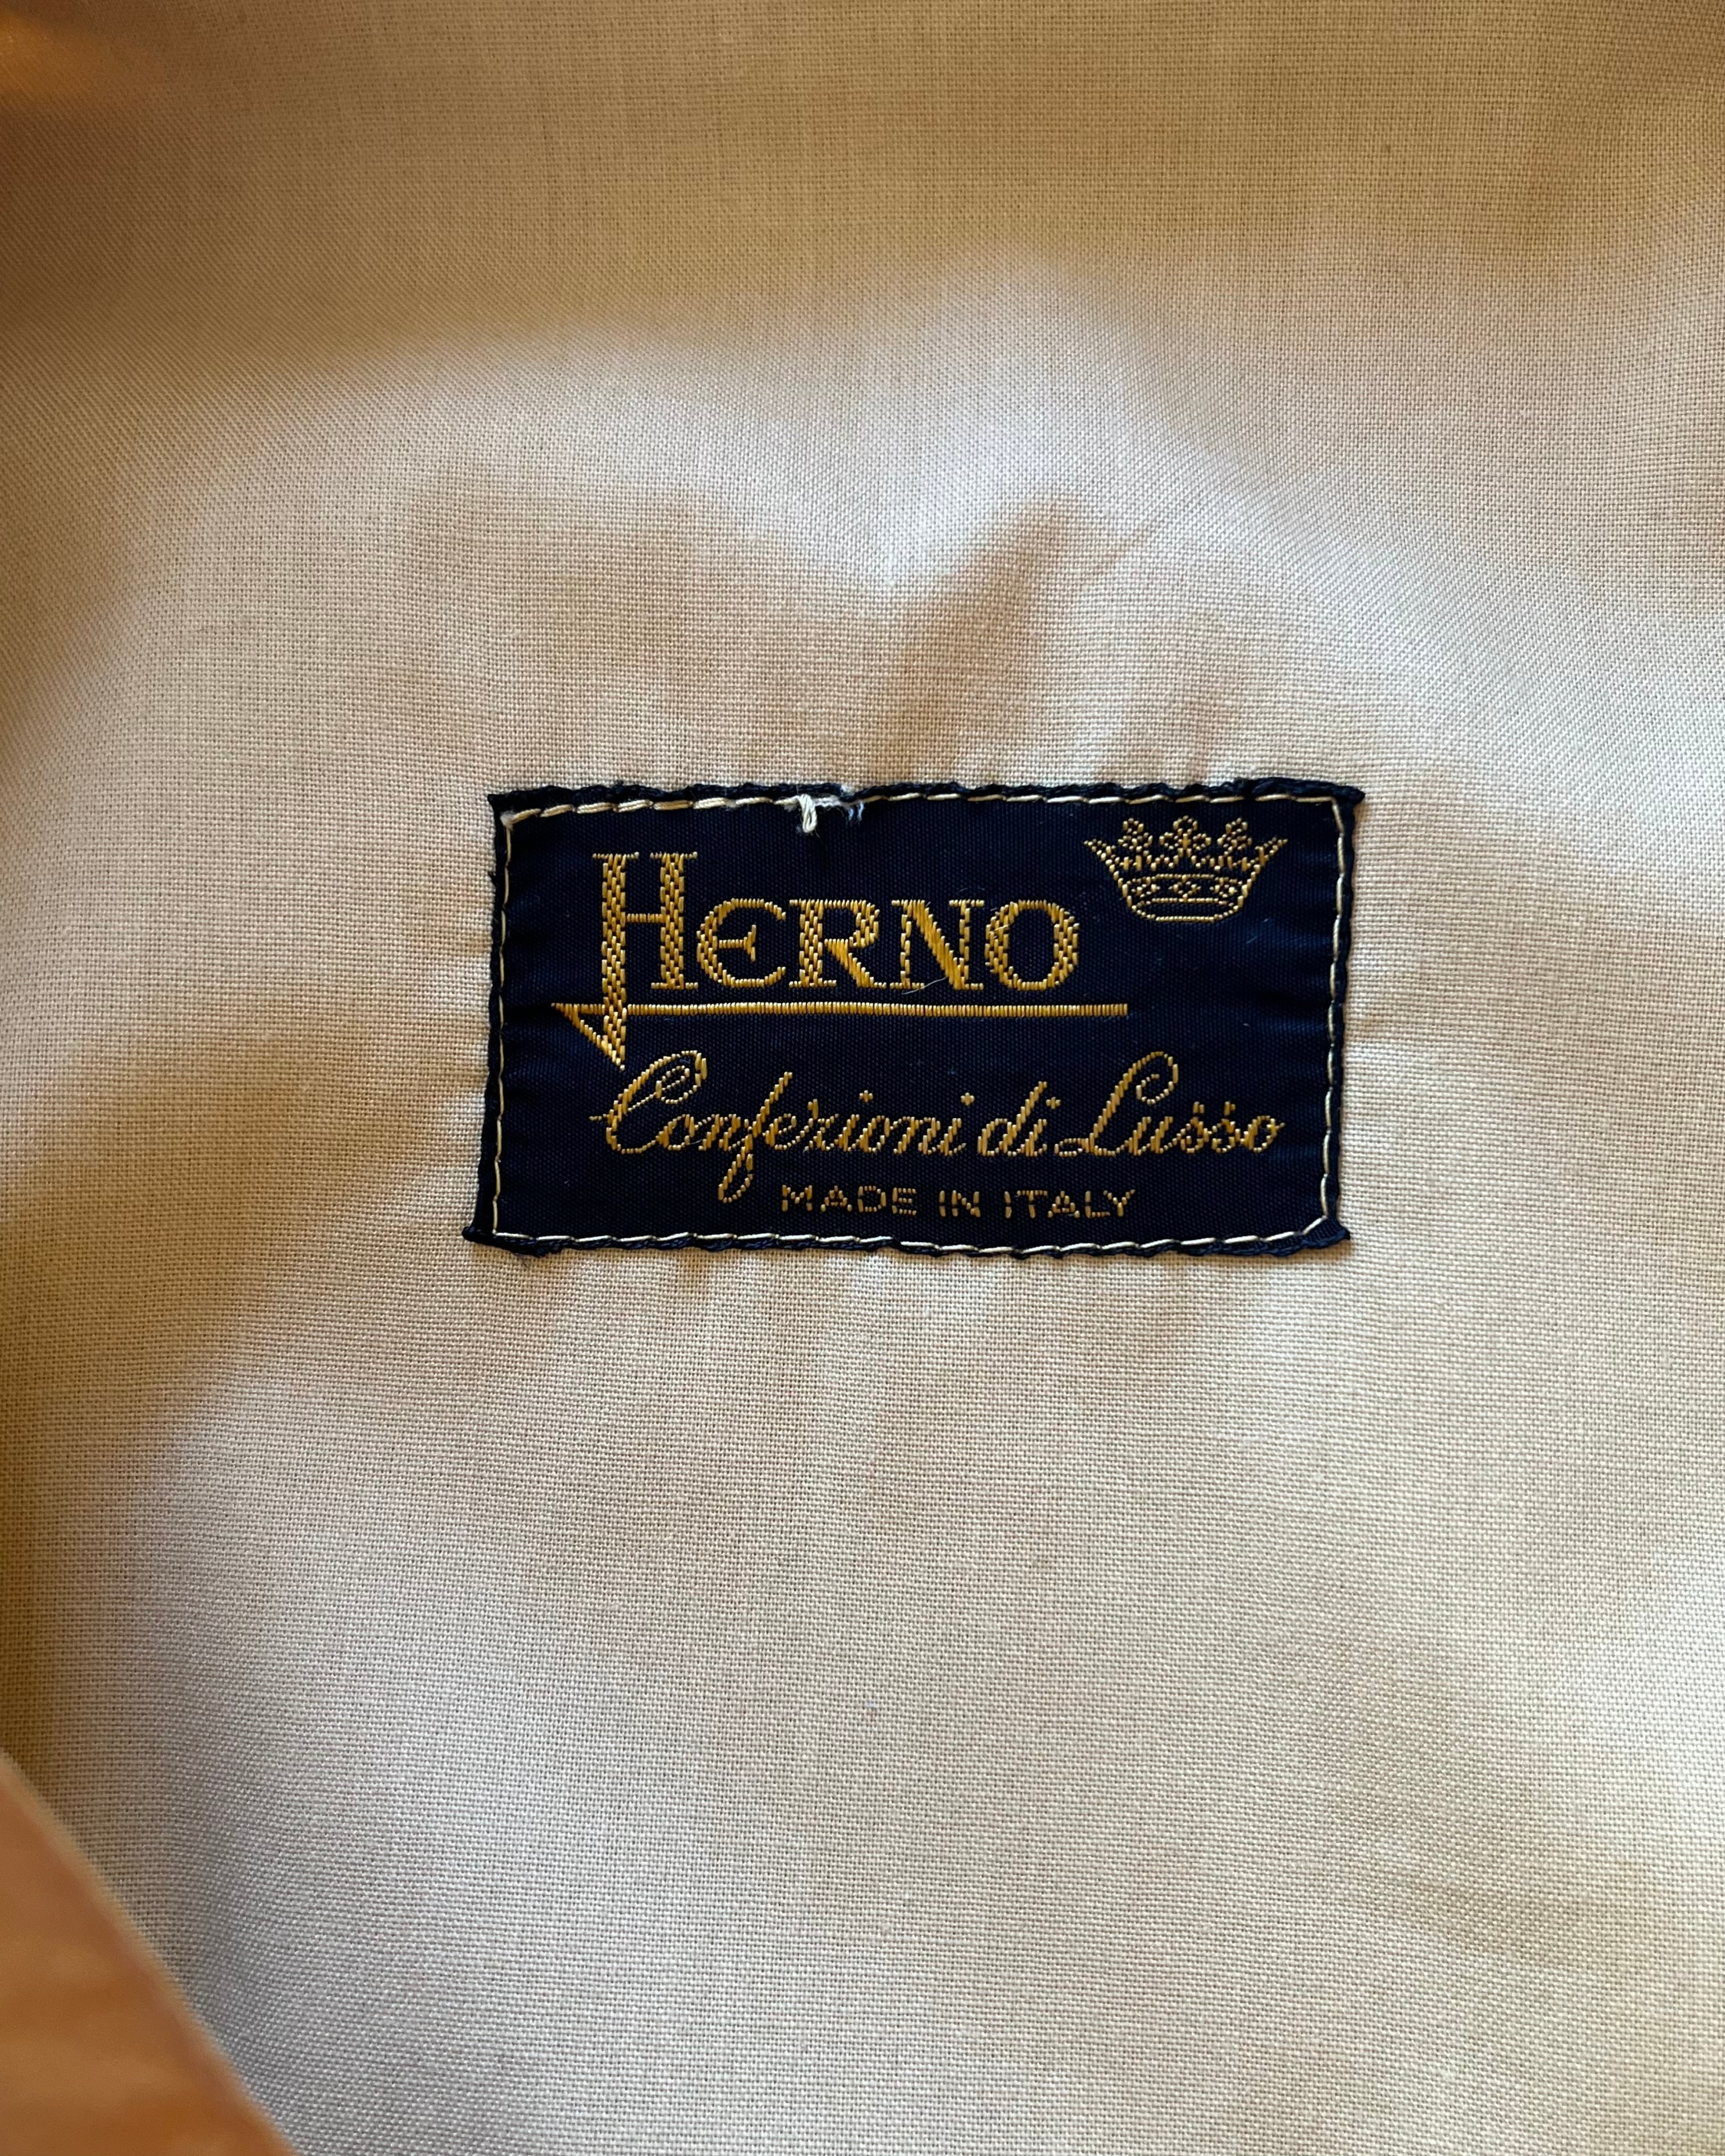 HERNO
Confezioni di Lusso
MADE IN ITALY